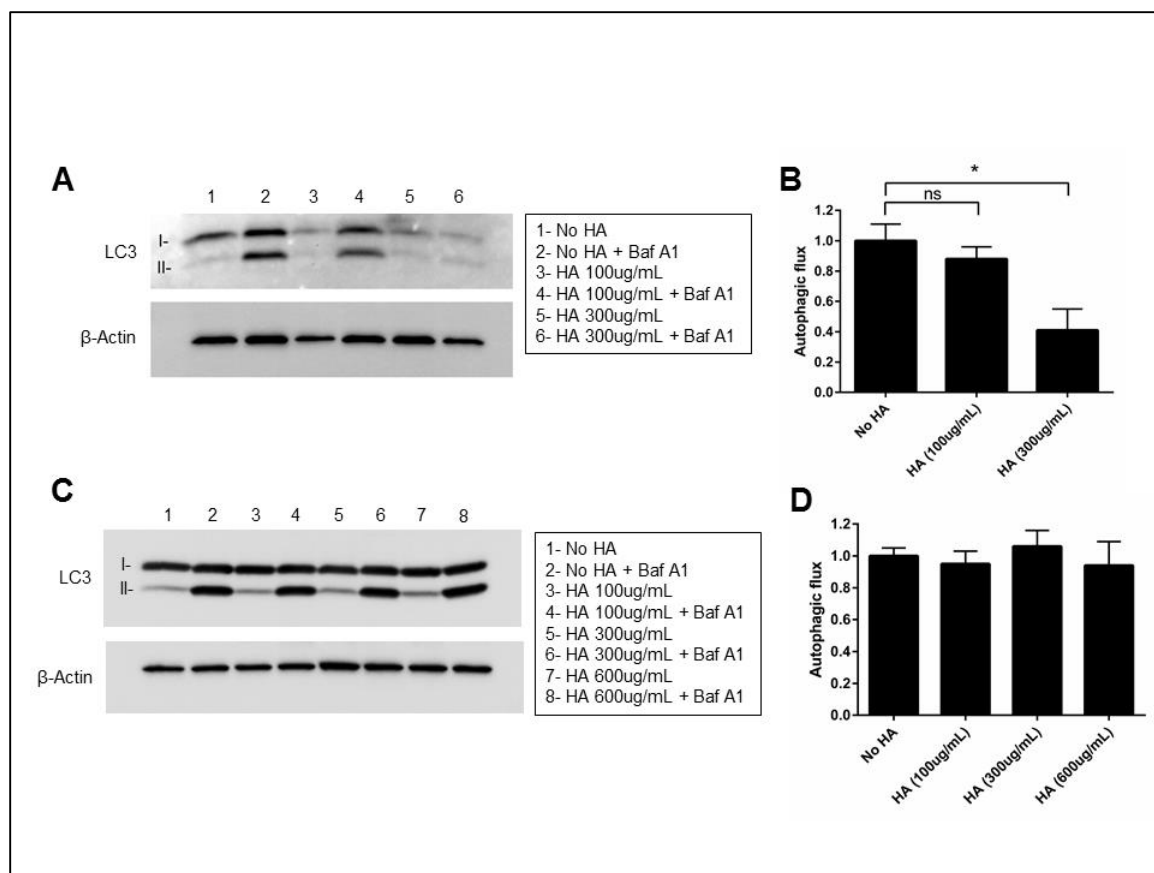 A
1 2 3 4 5 6
LC3
I-
II-
β-Actin
1- No HA
2- No HA + Baf A1
3- HA 100ug/mL
4- HA 100ug/mL + Baf A1
5- HA 300ug/mL
6- HA 300ug/mL + Baf A1
B
*
ns
Autophagic flux
1.2
1.0
0.8
0.6
0.4
0.2
0.0
No HA
HA (100ug/mL)
HA (300ug/mL)
C
1 2 3 4 5 6 7 8
LC3
I-
II-
β-Actin
1- No HA
2- No HA + Baf A1
3- HA 100ug/mL
4- HA 100ug/mL + Baf A1
5- HA 300ug/mL
6- HA 300ug/mL + Baf A1
7- HA 600ug/mL
8- HA 600ug/mL + Baf A1
D
Autophagic flux
1.2
1.0
0.8
0.6
0.4
0.2
0.0
No HA
HA (100ug/mL)
HA (300ug/mL)
HA (600ug/mL)